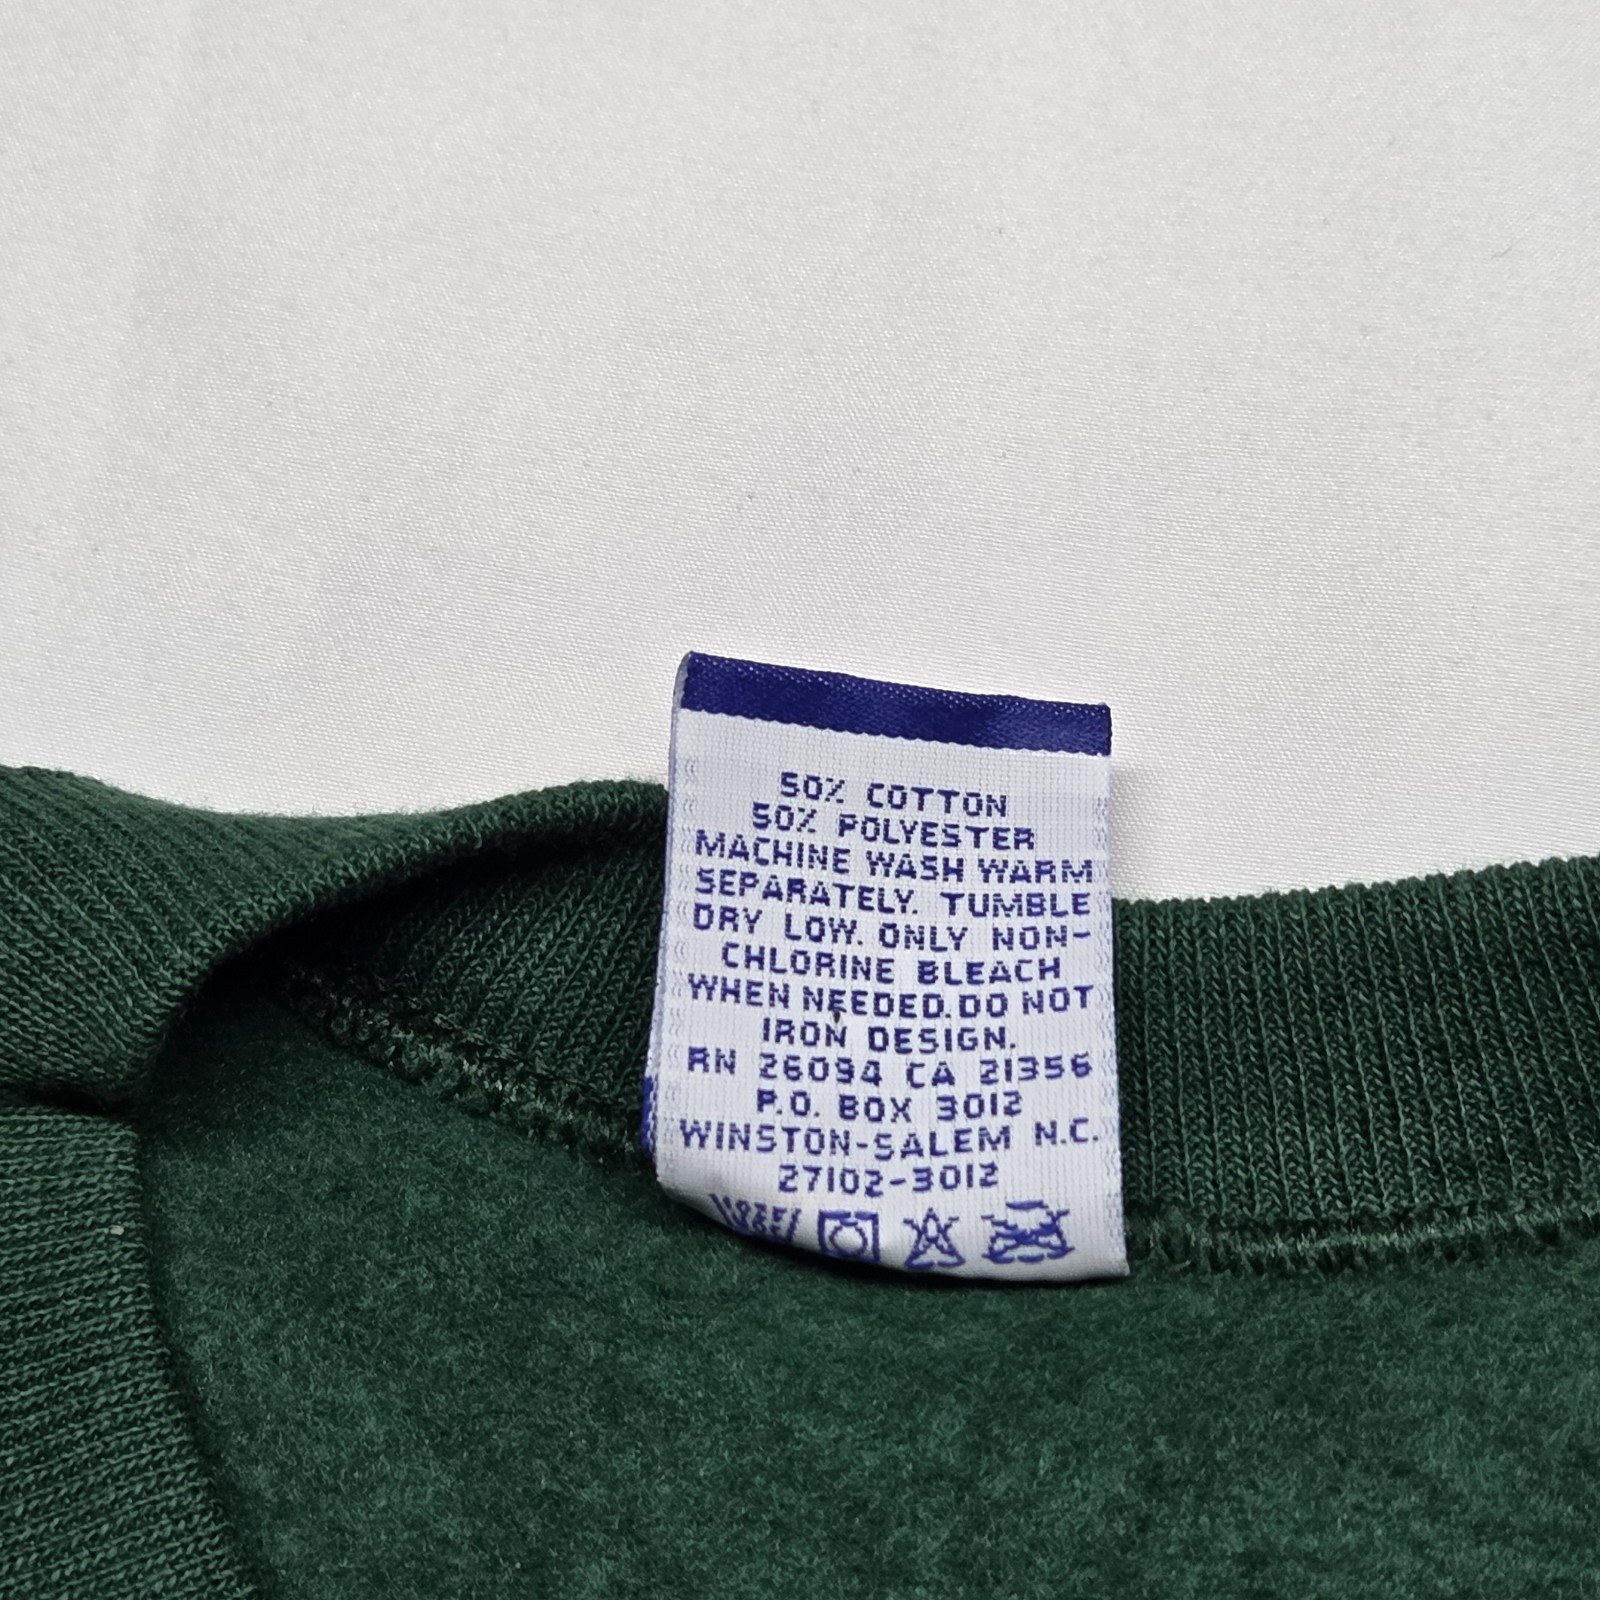 50% COTTON
50% POLYESTER
MACHINE WASH WARM
SEPARATELY. TUMBLE
DRY LOW. ONLY NON-
CHLORINE BLEACH
WHEN NEEDED. DO NOT
IRON DESIGN.
RN 26094 CA 21356
P.O. BOX 3012
WINSTON-SALEM N.C.
27102-3012